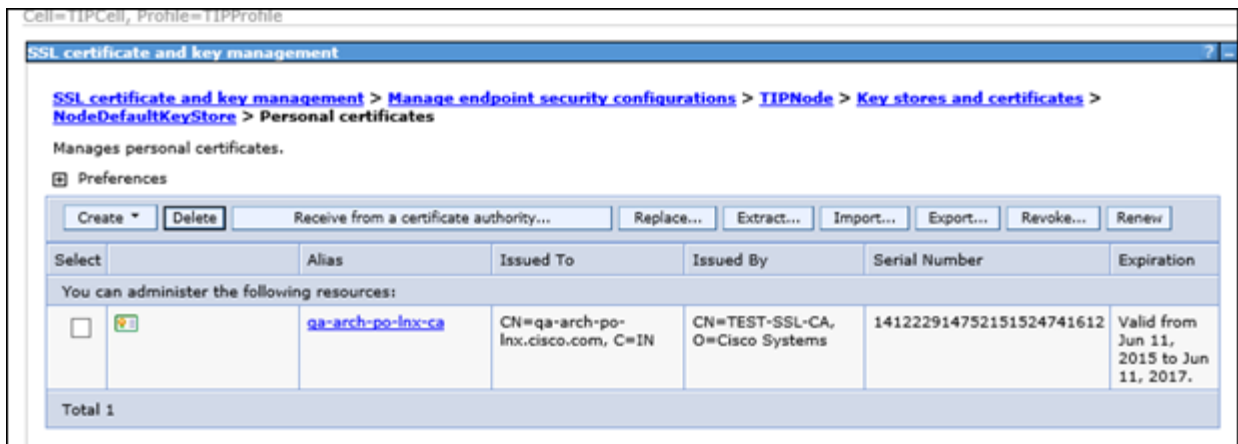 Cell=TIPCell, Profile=TIPProfile
SSL certificate and key management ? -
SSL certificate and key management > Manage endpoint security configurations > TIPNode > Key stores and certificates >
NodeDefaultKeyStore > Personal certificates
Manages personal certificates.
Preferences
Create Delete Receive from a certificate authority... Replace... Extract... Import... Export... Revoke... Renew
Select Alias Issued To Issued By Serial Number Expiration
You can administer the following resources:
qa-arch-po-lnx-ca CN=qa-arch-po- CN=TEST-SSL-CA, 141222914752151524741612 Valid from
lnx.cisco.com, C=IN O=Cisco Systems Jun 11,
2015 to Jun
11, 2017.
Total 1